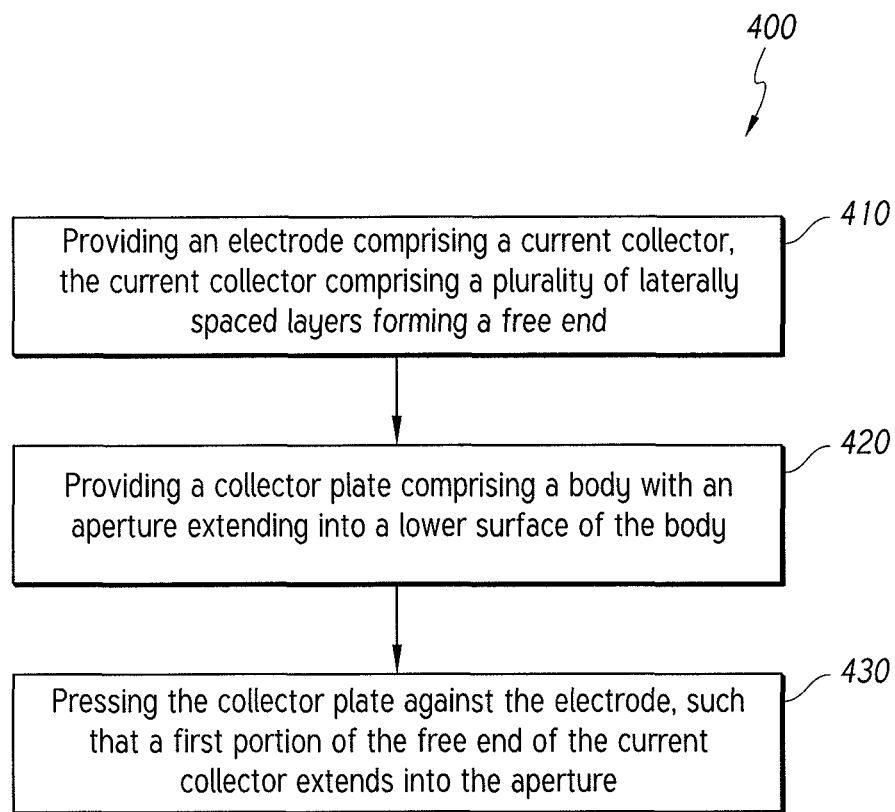 400
410
Providing an electrode comprising a current collector,
the current collector comprising a plurality of laterally
spaced layers forming a free end
420
Providing a collector plate comprising a body with an
aperture extending into a lower surface of the body
430
Pressing the collector plate against the electrode, such
that a first portion of the free end of the current
collector extends into the aperture